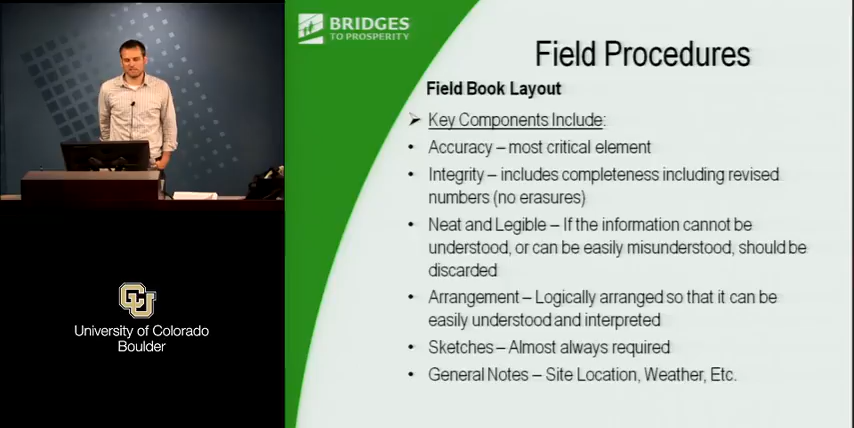 BRIDGES
TO PROSPERITY
Field Procedures
Field Book Layout
➢ Key Components Include:
• Accuracy – most critical element
• Integrity – includes completeness including revised
numbers (no erasures)
• Neat and Legible – If the information cannot be
understood, or can be easily misunderstood, should be
discarded
• Arrangement – Logically arranged so that it can be
easily understood and interpreted
• Sketches – Almost always required
• General Notes – Site Location, Weather, Etc.
CU
University of Colorado
Boulder